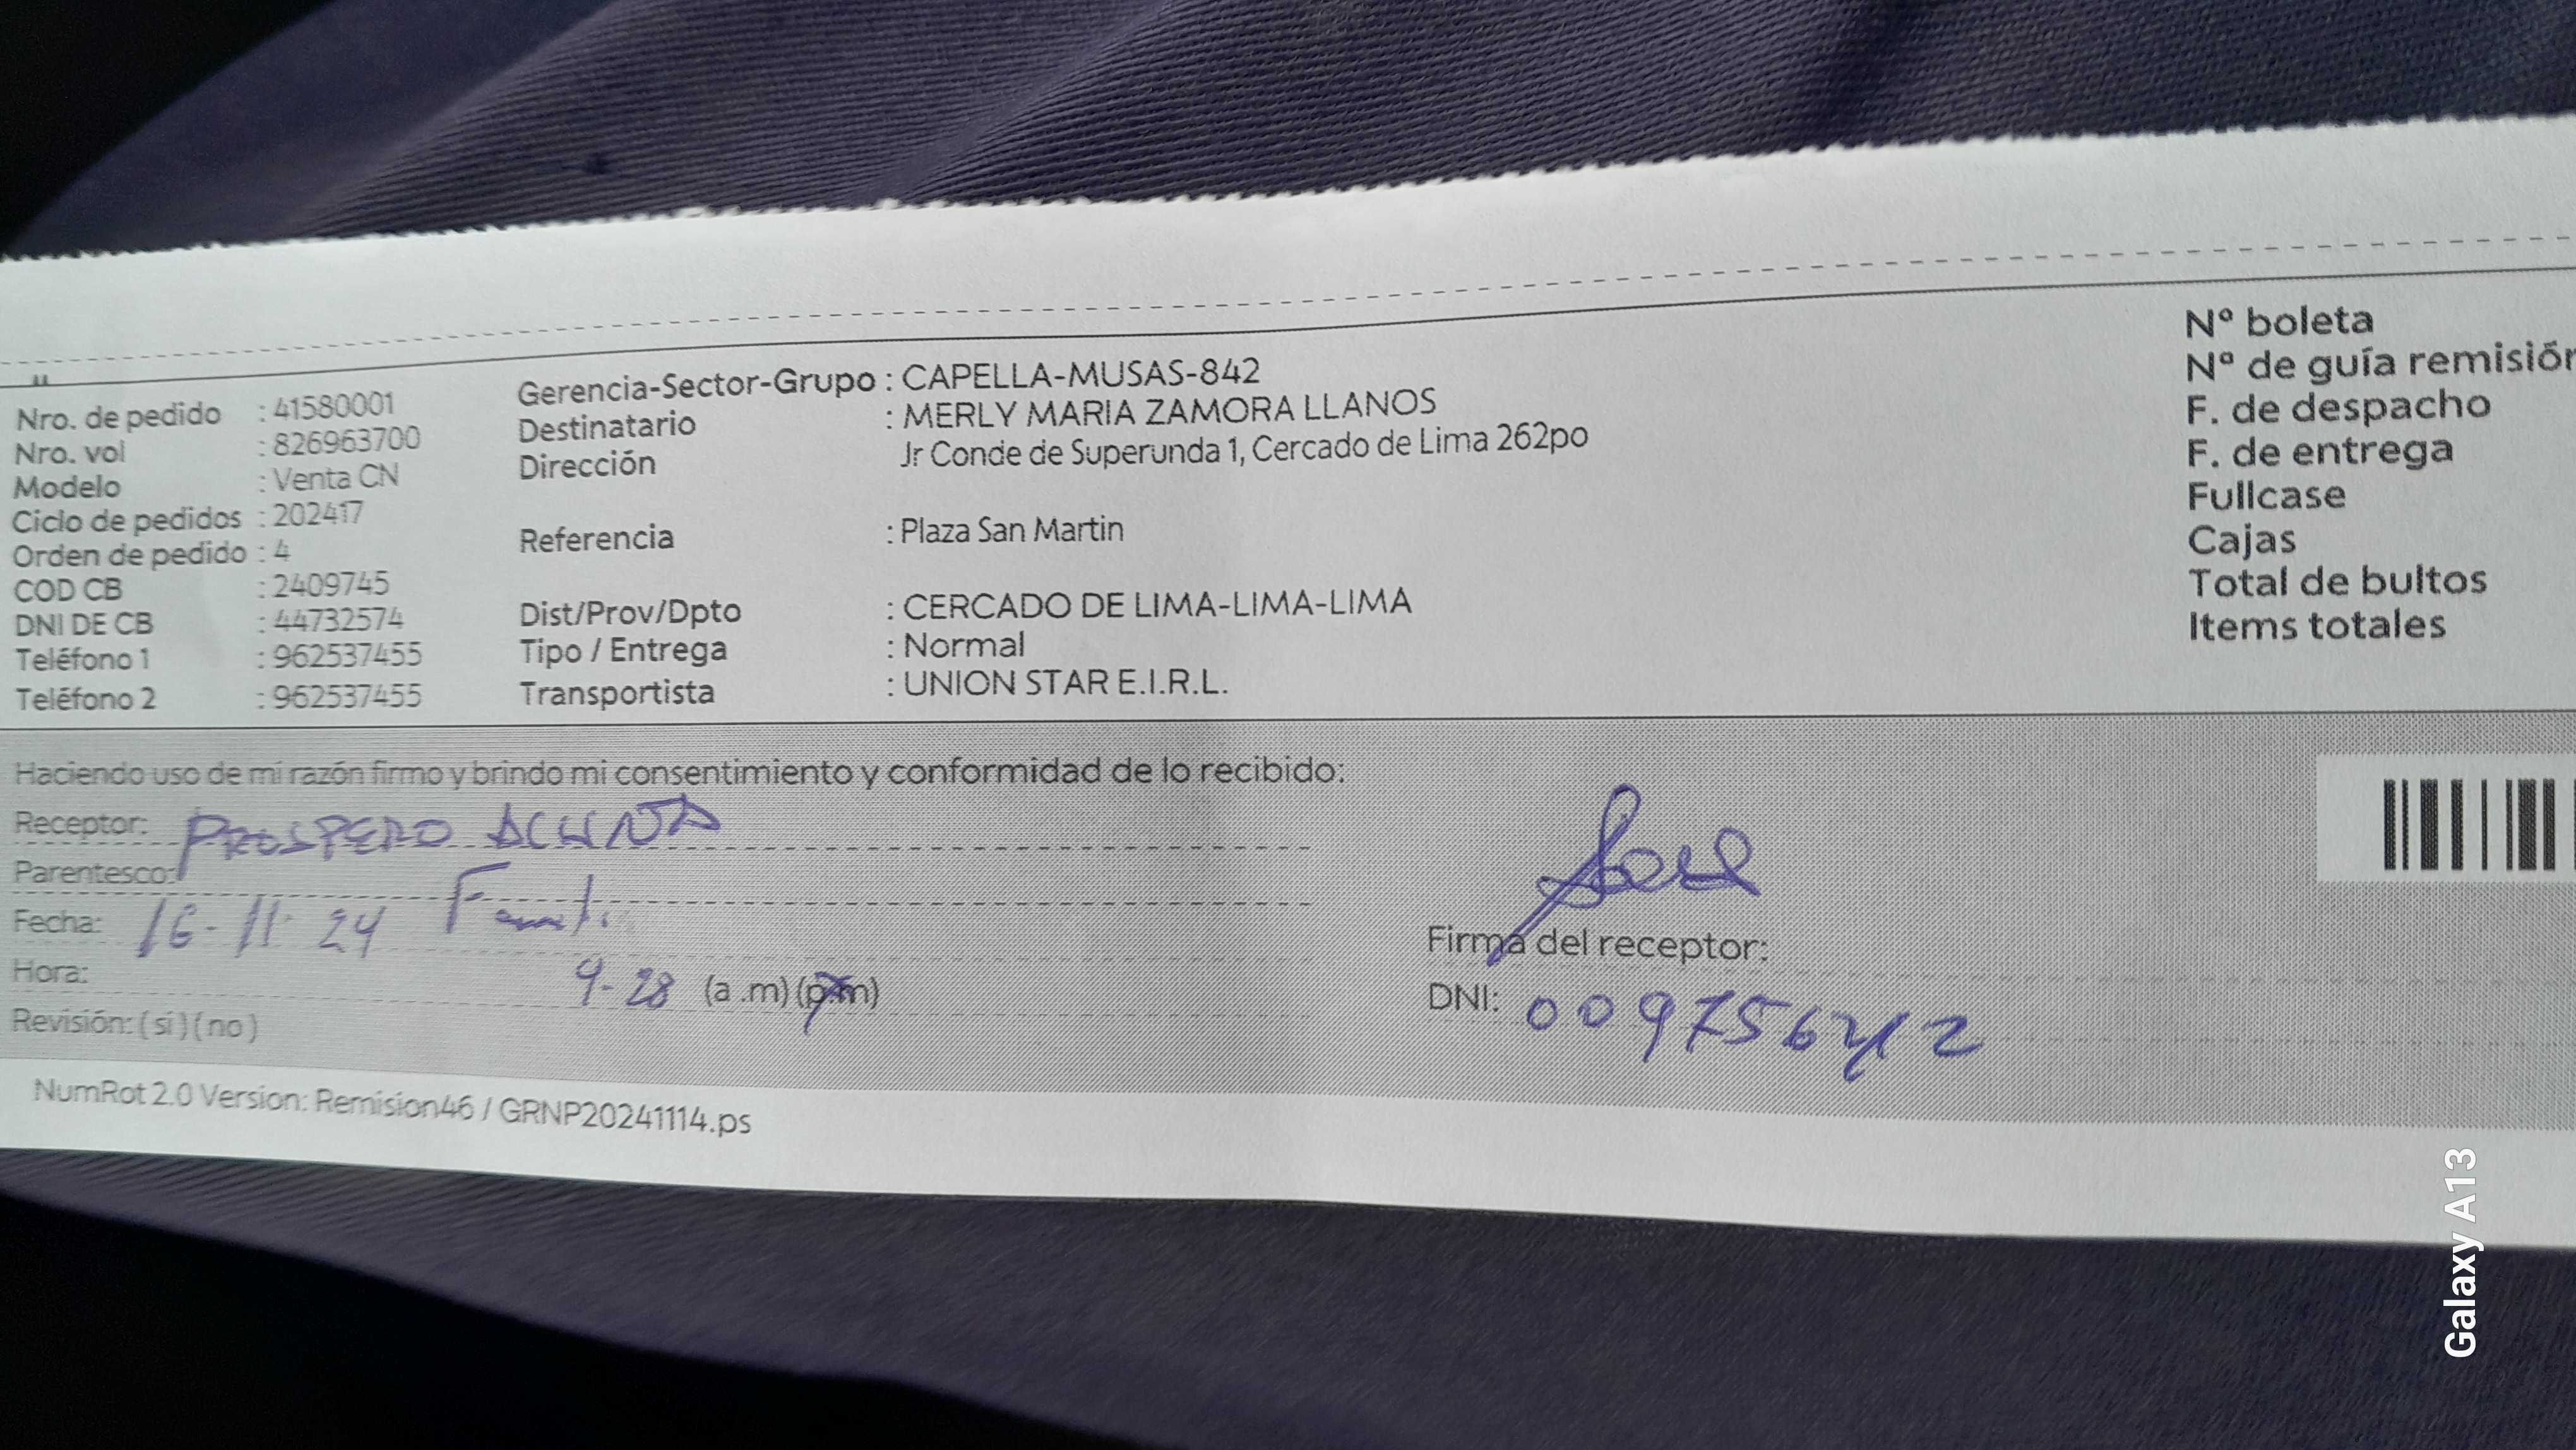 Nro. de pedido : 41580001
Nro. vol : 826963700
Modelo : Venta CN
Ciclo de pedidos : 202417
Orden de pedido : 4
COD CB : 2409745
DNI DE CB : 44732574
Teléfono 1 : 962537455
Teléfono 2 : 962537455
Gerencia-Sector-Grupo : CAPELLA-MUSAS-842
Destinatario : MERLY MARIA ZAMORA LLANOS
Dirección Jr Conde de Superunda 1, Cercado de Lima 262po
Referencia : Plaza San Martin
Dist/Prov/Dpto : CERCADO DE LIMA-LIMA-LIMA
Tipo / Entrega : Normal
Transportista : UNION STAR E.I.R.L.
Nº boleta
Nº de guía remisión
F. de despacho
F. de entrega
Fullcase
Cajas
Total de bultos
Items totales
Haciendo uso de mi razón firmo y brindo mi consentimiento y conformidad de lo recibido:
Receptor: PROSPERO ACUNA
Parentesco:
Fecha: 16-11-24
Hora: 9-28 (a .m) (p.m)
Revisión: (si) (no)
Firma del receptor:
DNI:
NumRot 2.0 Version: Remision46 / GRNP20241114.ps
Galaxy A13